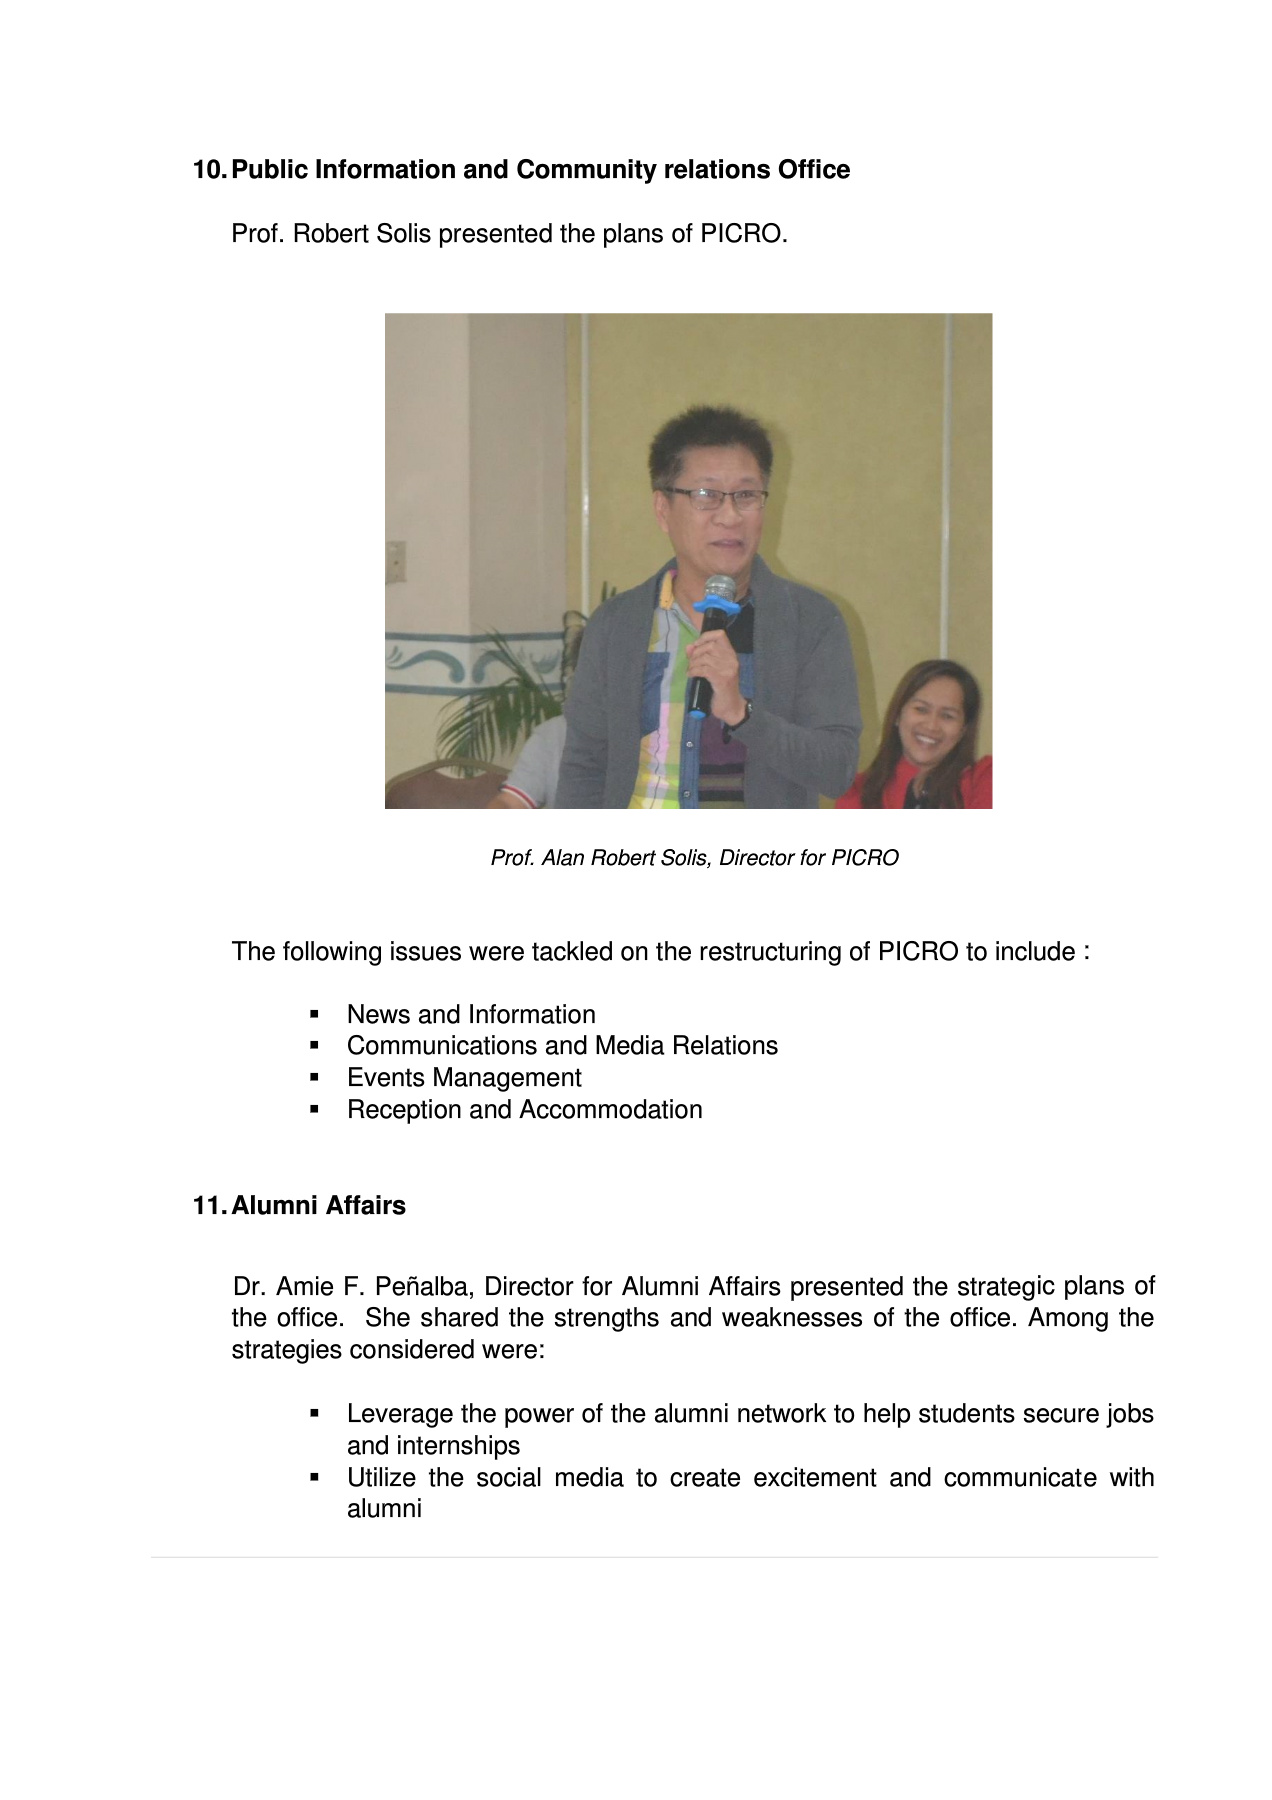 10. Public Information and Community relations Office
Prof. Robert Solis presented the plans of PICRO.
Prof. Alan Robert Solis, Director for PICRO
The following issues were tackled on the restructuring of PICRO to include :
▪ News and Information
▪ Communications and Media Relations
▪ Events Management
▪ Reception and Accommodation
11. Alumni Affairs
Dr. Amie F. Peñalba, Director for Alumni Affairs presented the strategic plans of
the office.  She shared the strengths and weaknesses of the office. Among the
strategies considered were:
▪ Leverage the power of the alumni network to help students secure jobs
and internships
▪ Utilize the social media to create excitement and communicate with
alumni